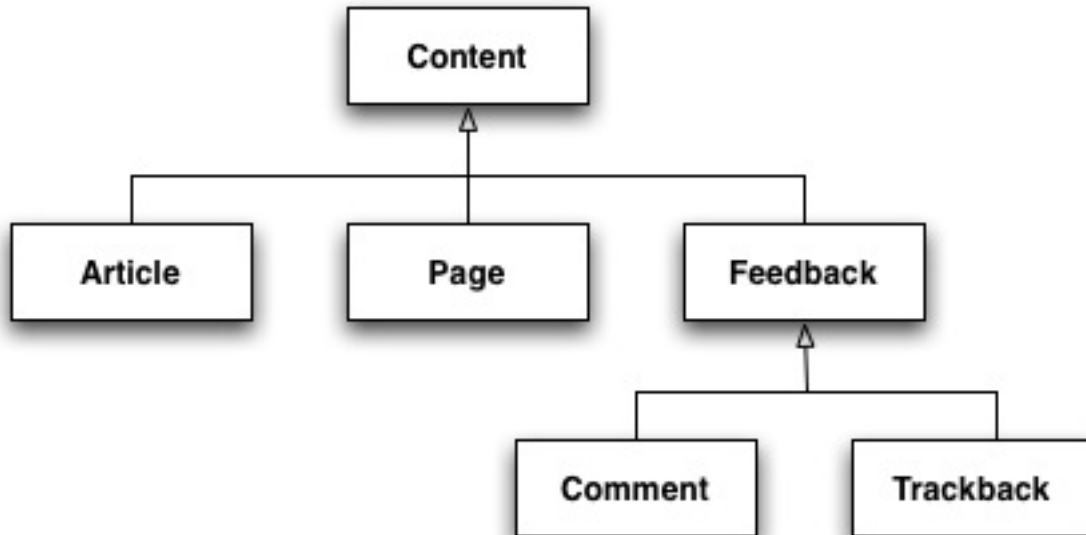 Content
Article
Page
Feedback
Comment
Trackback